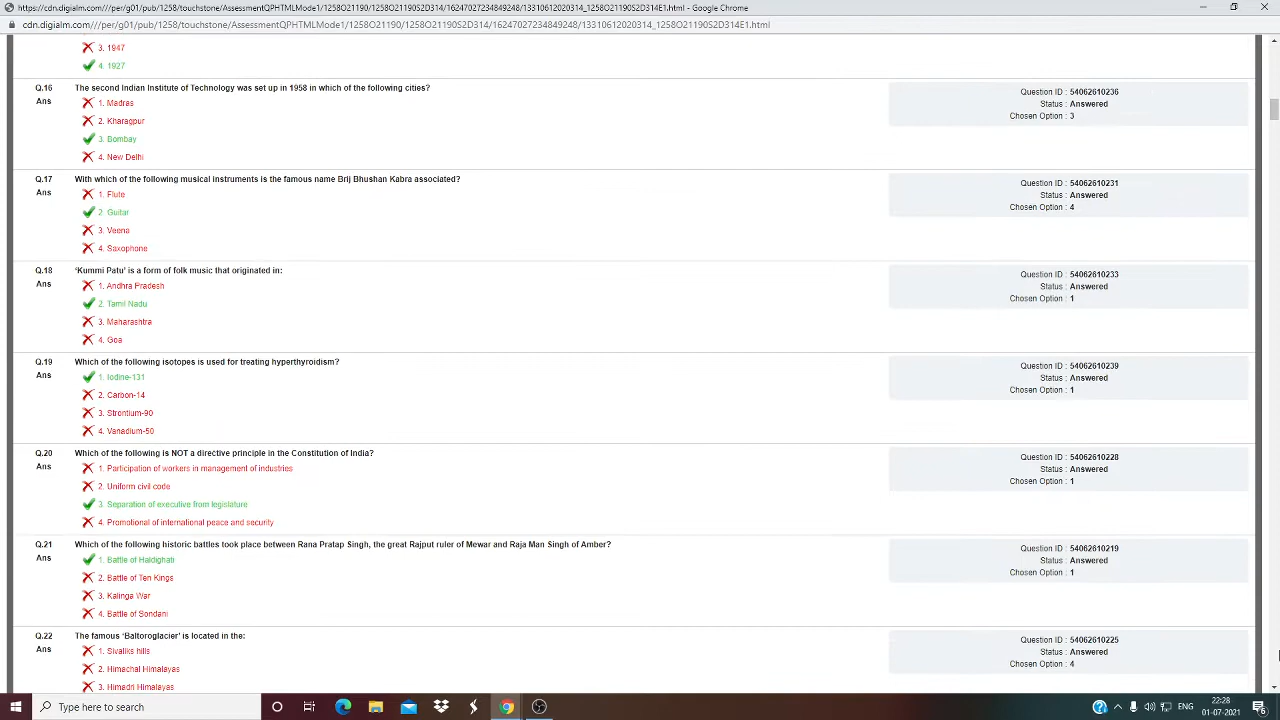 https://cdn.digialm.com///per/g01/pub/1258/touchstone/AssessmentQPHTMLMode1/1258O21190/1258O21190S2D314/16247027234849248/13310612020314_1258O21190S2D314E1.html - Google Chrome
cdn.digialm.com///per/g01/pub/1258/touchstone/AssessmentQPHTMLMode1/1258O21190/1258O21190S2D314/16247027234849248/13310612020314_1258O21190S2D314E1.html
3. 1947
4. 1927
Q.16 The second Indian Institute of Technology was set up in 1958 in which of the following cities?
Ans 1. Madras
2. Kharagpur
3. Bombay
4. New Delhi
Question ID : 54062610236
Status : Answered
Chosen Option : 3
Q.17 With which of the following musical instruments is the famous name Brij Bhushan Kabra associated?
Ans 1. Flute
2. Guitar
3. Veena
4. Saxophone
Question ID : 54062610231
Status : Answered
Chosen Option : 4
Q.18 ‘Kummi Patu’ is a form of folk music that originated in:
Ans 1. Andhra Pradesh
2. Tamil Nadu
3. Maharashtra
4. Goa
Question ID : 54062610233
Status : Answered
Chosen Option : 1
Q.19 Which of the following isotopes is used for treating hyperthyroidism?
Ans 1. Iodine-131
2. Carbon-14
3. Strontium-90
4. Vanadium-50
Question ID : 54062610239
Status : Answered
Chosen Option : 1
Q.20 Which of the following is NOT a directive principle in the Constitution of India?
Ans 1. Participation of workers in management of industries
2. Uniform civil code
3. Separation of executive from legislature
4. Promotional of international peace and security
Question ID : 54062610228
Status : Answered
Chosen Option : 1
Q.21 Which of the following historic battles took place between Rana Pratap Singh, the great Rajput ruler of Mewar and Raja Man Singh of Amber?
Ans 1. Battle of Haldighati
2. Battle of Ten Kings
3. Kalinga War
4. Battle of Sondani
Question ID : 54062610219
Status : Answered
Chosen Option : 1
Q.22 The famous ‘Baltoroglacier’ is located in the:
Ans 1. Sivaliks hills
2. Himachal Himalayas
3. Himadri Himalayas
Question ID : 54062610225
Status : Answered
Chosen Option : 4
Type here to search
ENG
22:28
01-07-2021